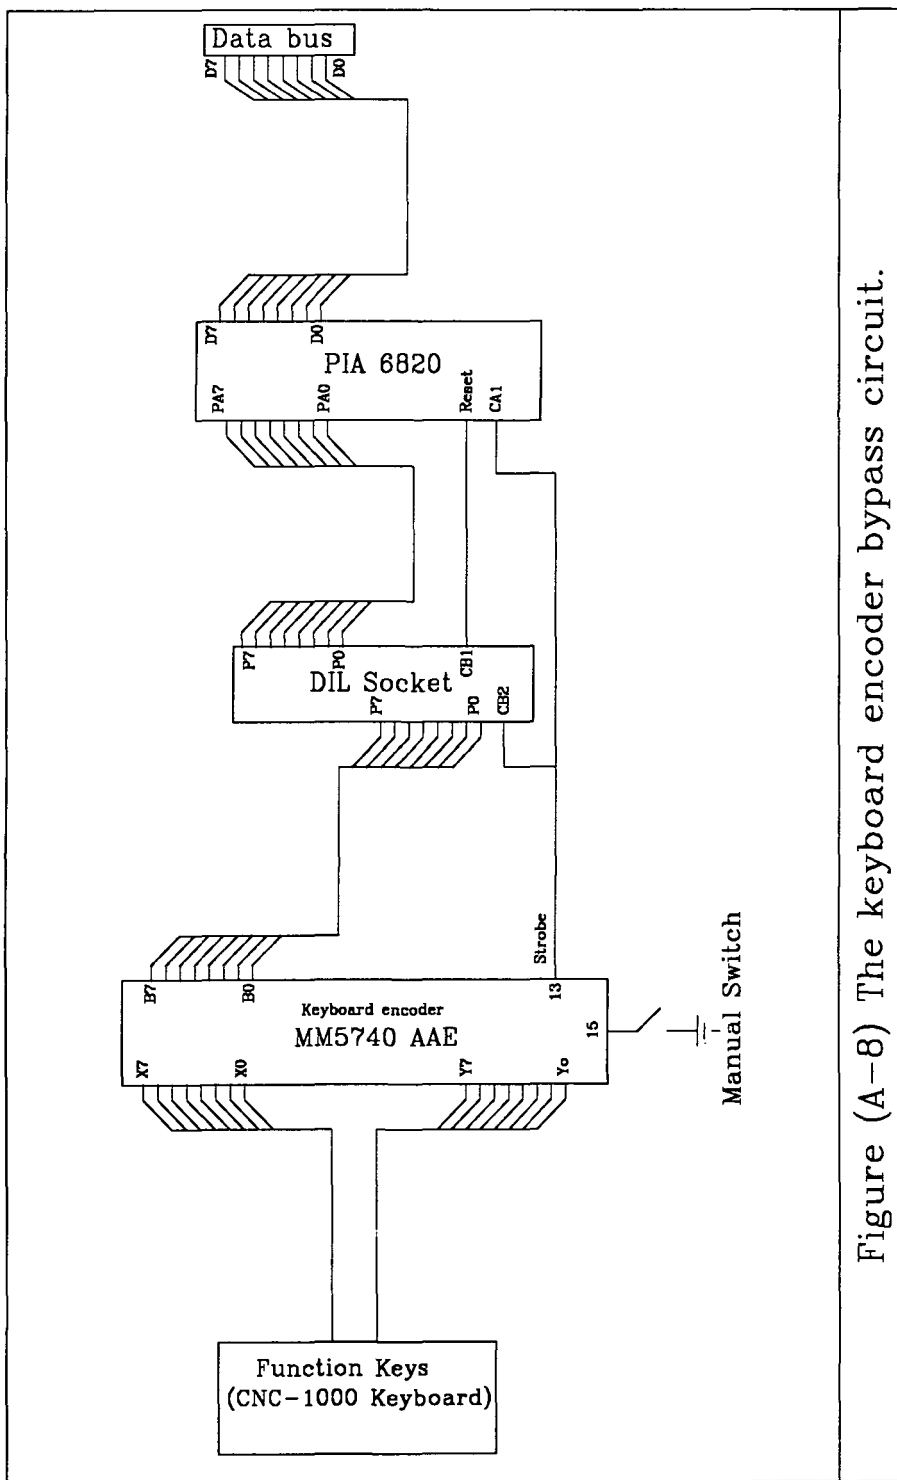 Data bus
D7
D0
D7
D0
PIA 6820
PA7
PA0
Reset
CA1
P7
P0
CB1
DIL Socket
P7
P0
CB2
B7
B0
Strobe
13
Keyboard encoder
MM5740 AAE
15
X7
X0
Y7
Yo
Manual Switch
Function Keys
(CNC-1000 Keyboard)
Figure (A-8) The keyboard encoder bypass circuit.